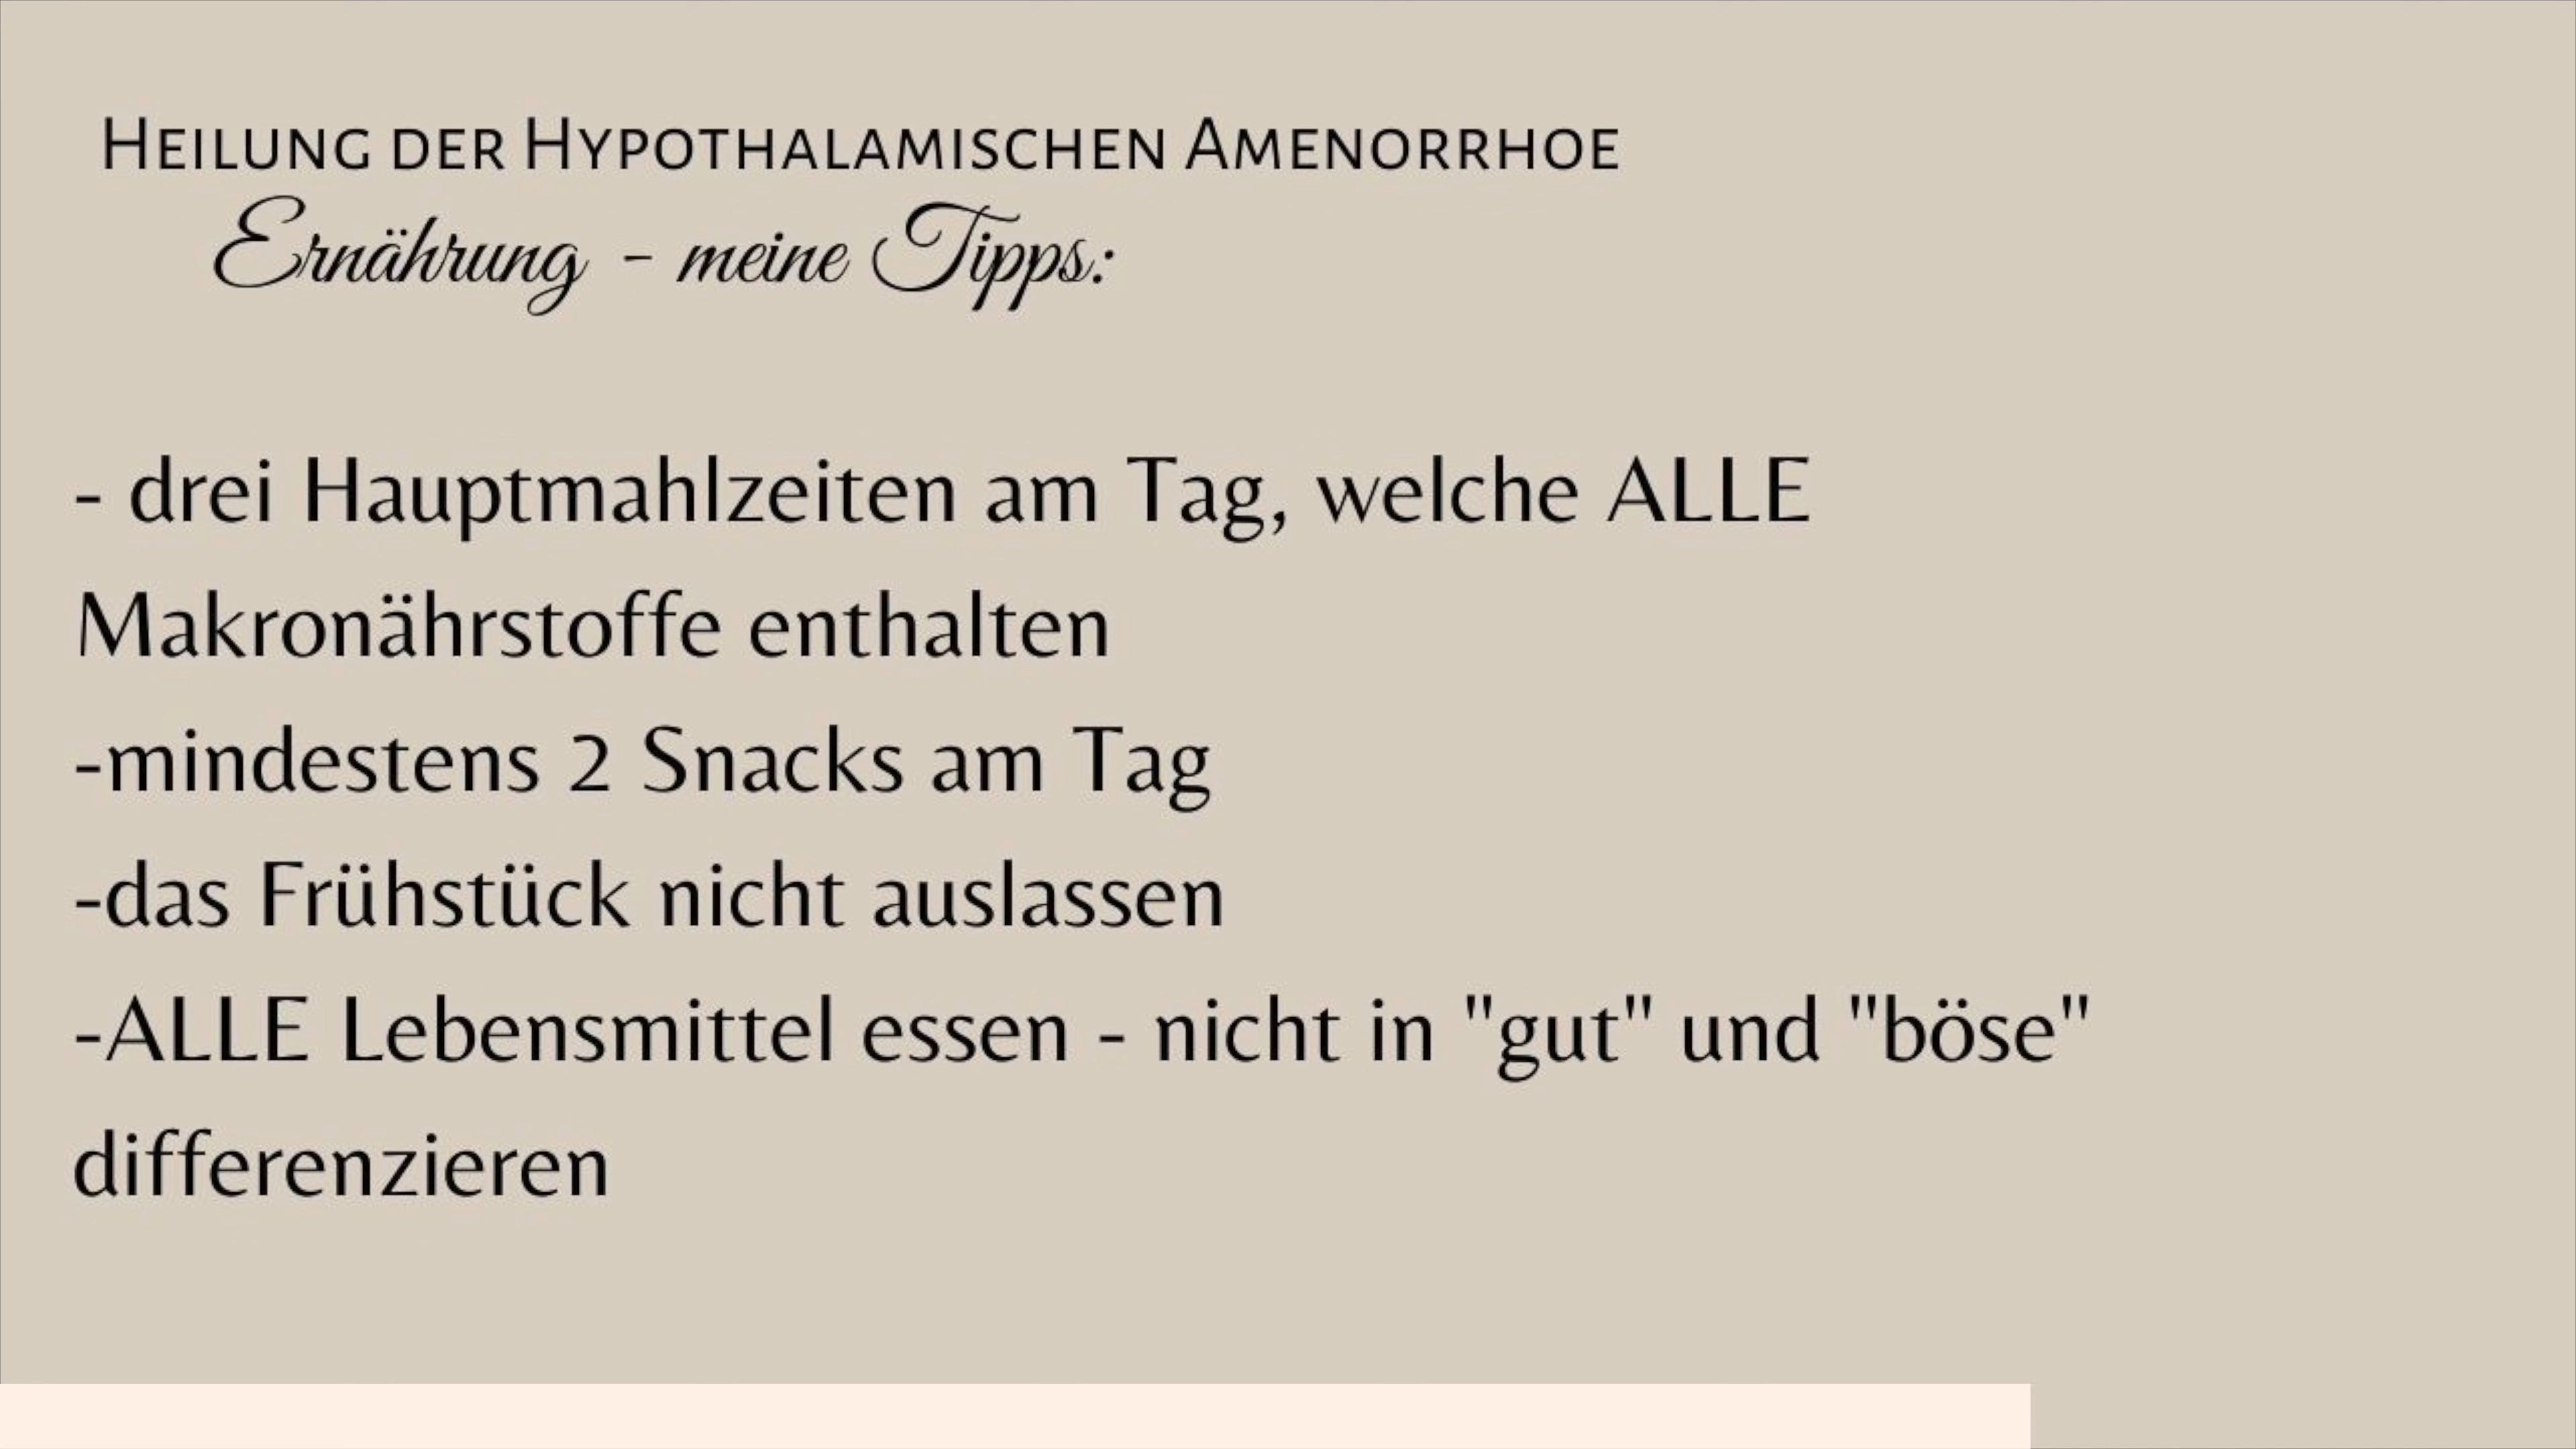 Heilung der Hypothalamischen Amenorrhoe
Ernährung - meine Tipps:
- drei Hauptmahlzeiten am Tag, welche ALLE
Makronährstoffe enthalten
-mindestens 2 Snacks am Tag
-das Frühstück nicht auslassen
-ALLE Lebensmittel essen - nicht in "gut" und "böse"
differenzieren